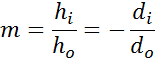 m = h_i/h_o = − d_i/d_o